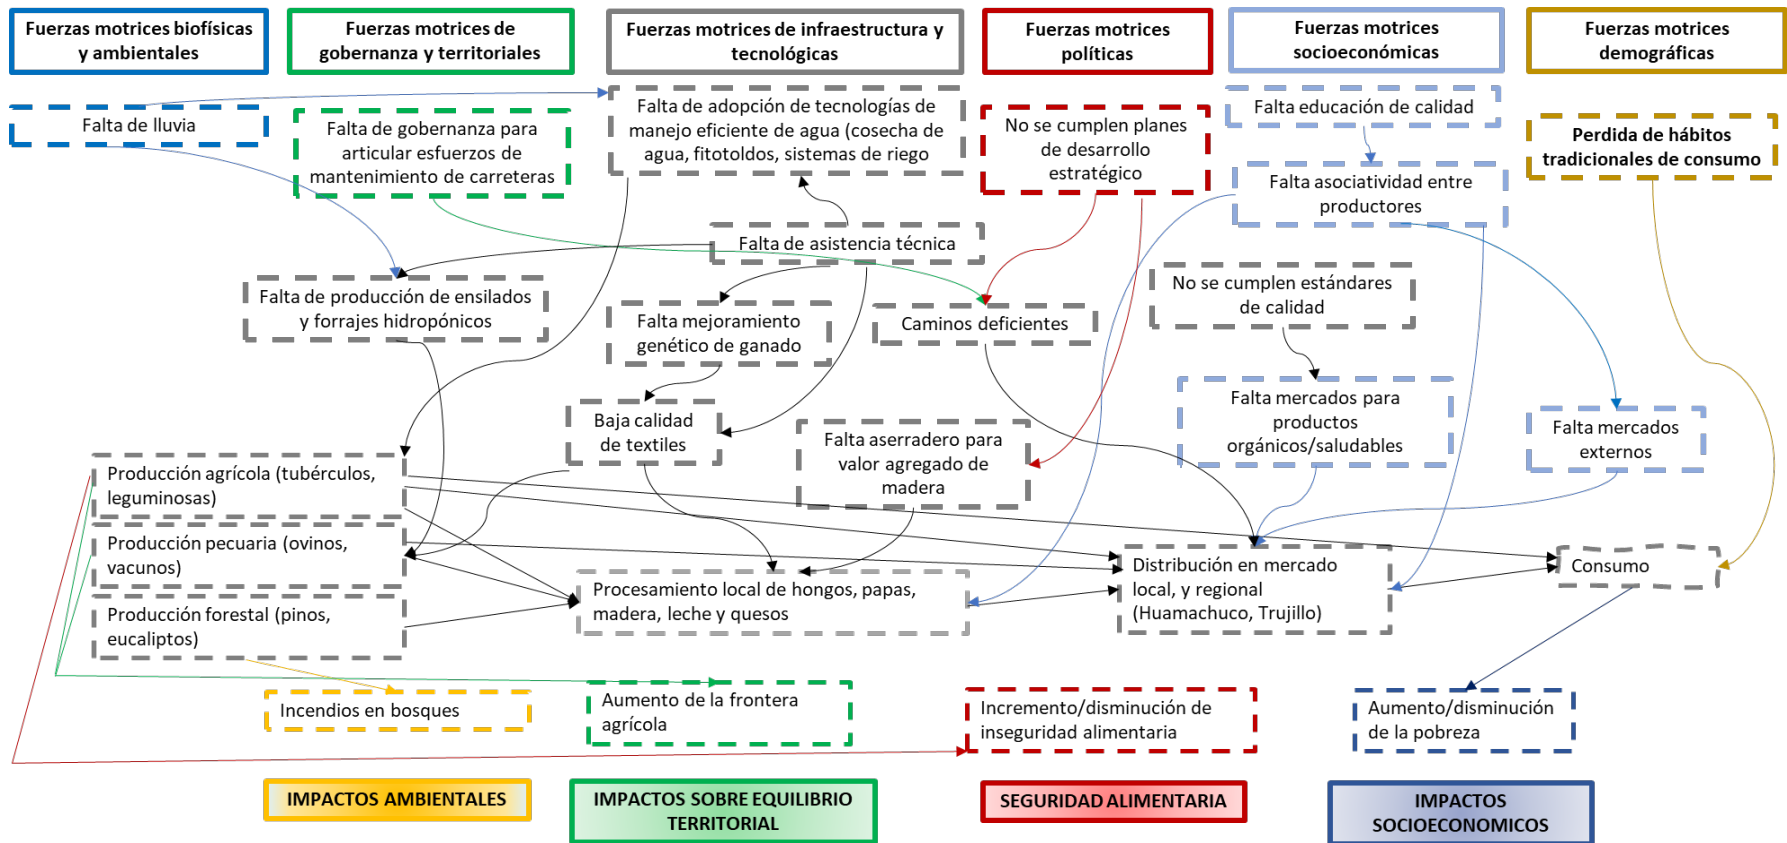 Fuerzas motrices biofísicas
y ambientales
Fuerzas motrices de
gobernanza y territoriales
Fuerzas motrices de infraestructura y
tecnológicas
Fuerzas motrices
políticas
Fuerzas motrices
socioeconómicas
Fuerzas motrices
demográficas
Falta de lluvia
Falta de gobernanza para
articular esfuerzos de
mantenimiento de carreteras
Falta de adopción de tecnologías de
manejo eficiente de agua (cosecha de
agua, fitotoldos, sistemas de riego
No se cumplen planes
de desarrollo
estratégico
Falta educación de calidad
Falta asociatividad entre
productores
Perdida de hábitos
tradicionales de consumo
Falta de asistencia técnica
Falta de producción de ensilados
y forrajes hidropónicos
Falta mejoramiento
genético de ganado
Caminos deficientes
No se cumplen estándares
de calidad
Baja calidad
de textiles
Falta aserradero para
valor agregado de
madera
Falta mercados para
productos
orgánicos/saludables
Falta mercados
externos
Producción agrícola (tubérculos,
leguminosas)
Producción pecuaria (ovinos,
vacunos)
Producción forestal (pinos,
eucaliptos)
Procesamiento local de hongos, papas,
madera, leche y quesos
Distribución en mercado
local, y regional
(Huamachuco, Trujillo)
Consumo
Incendios en bosques
Aumento de la frontera
agrícola
Incremento/disminución de
inseguridad alimentaria
Aumento/disminución
de la pobreza
IMPACTOS AMBIENTALES
IMPACTOS SOBRE EQUILIBRIO
TERRITORIAL
SEGURIDAD ALIMENTARIA
IMPACTOS
SOCIOECONOMICOS